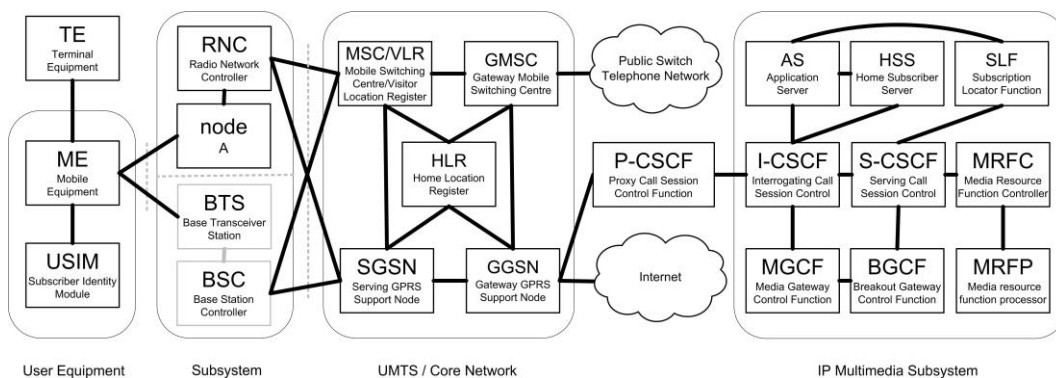 TE
Terminal
Equipment
ME
Mobile
Equipment
USIM
Subscriber Identity
Module
User Equipment
RNC
Radio Network
Controller
node
A
BTS
Base Transceiver
Station
BSC
Base Station
Controller
Subsystem
MSC/VLR
Mobile Switching
Centre/Visitor
Location Register
GMSC
Gateway Mobile
Switching Centre
HLR
Home Location
Register
SGSN
Serving GPRS
Support Node
GGSN
Gateway GPRS
Support Node
UMTS / Core Network
Public Switch
Telephone Network
P-CSCF
Proxy Call Session
Control Function
Internet
AS
Application
Server
HSS
Home Subscriber
Server
SLF
Subscription
Locator Function
I-CSCF
Interrogating Call
Session Control
S-CSCF
Serving Call
Session Control
MRFC
Media Resource
Function Controller
MGCF
Media Gateway
Control Function
BGCF
Breakout Gateway
Control Function
MRFP
Media resource
function processor
IP Multimedia Subsystem